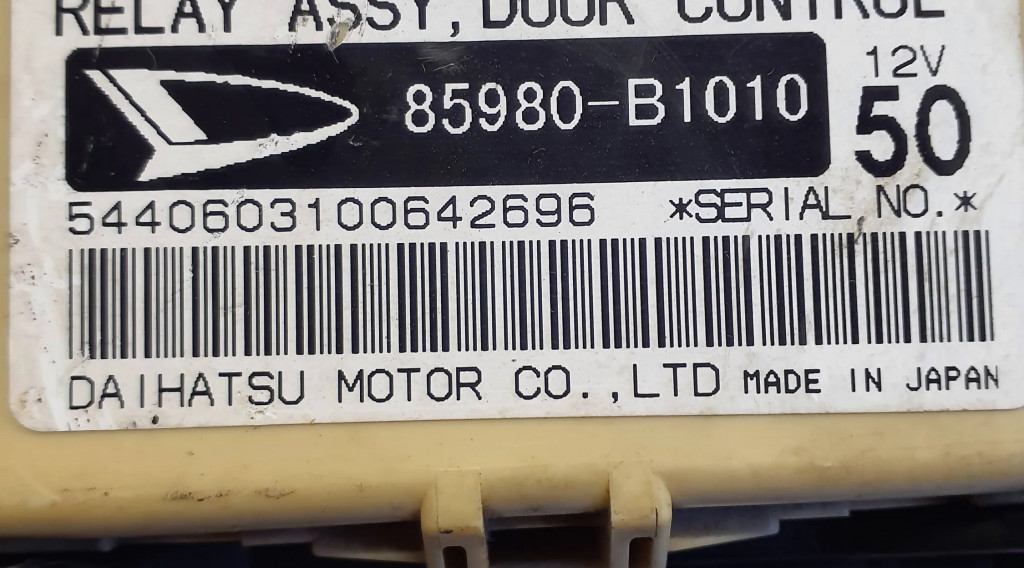 RELAY ASSY, DOOR CONTROL
85980-B1010
12V
50
5440603100642696 *SERIAL NO.*
DAIHATSU MOTOR CO.,LTD MADE IN JAPAN